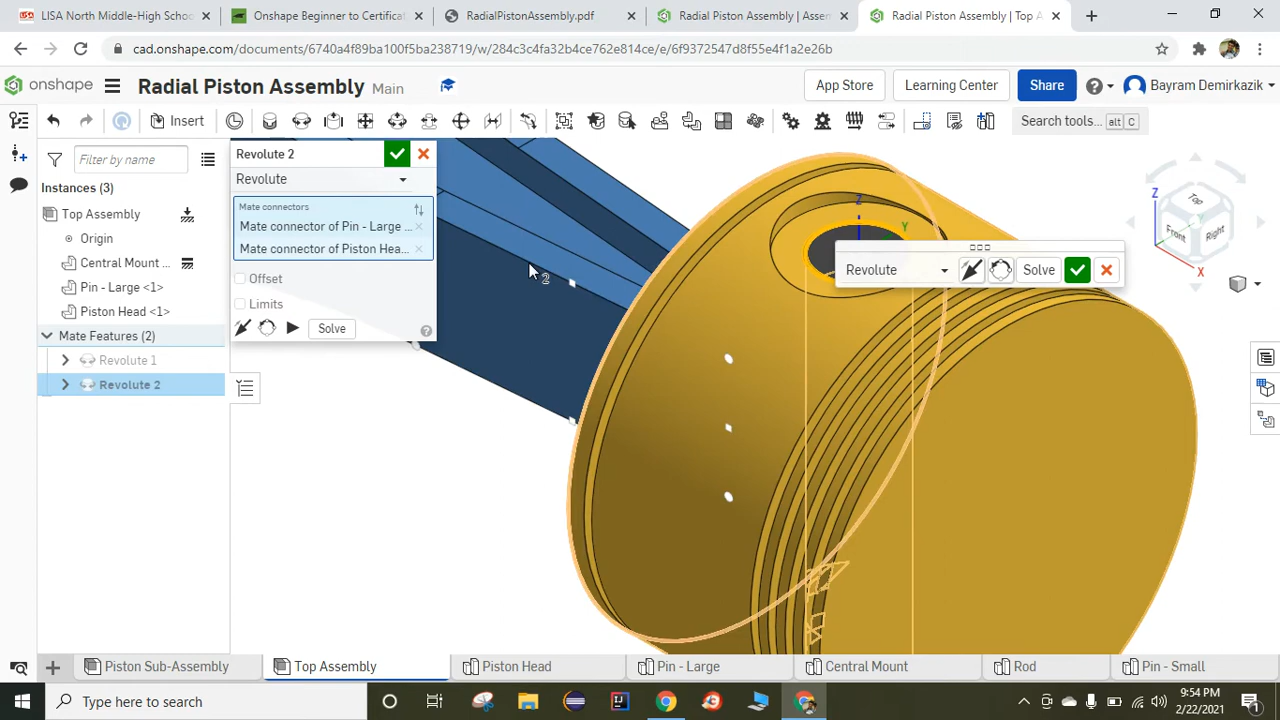 LISA North Middle-High Schoo
Onshape Beginner to Certificat
RadialPistonAssembly.pdf
Radial Piston Assembly | Assem
Radial Piston Assembly | Top A
cad.onshape.com/documents/6740a4f89ba100f5ba238719/w/284c3c4fa32b4ce762e814ce/e/6f9372547d8f55e4f1a2e26b
onshape
Radial Piston Assembly Main
App Store
Learning Center
Share
Bayram Demirkazik
Insert
Search tools... alt C
Filter by name
Instances (3)
Top Assembly
Origin
Central Mount ...
Pin - Large <1>
Piston Head <1>
Mate Features (2)
Revolute 1
Revolute 2
Revolute 2
Revolute
Mate connectors
Mate connector of Pin - Large ...
Mate connector of Piston Hea...
Offset
Limits
Solve
2
Z
Y
Revolute
Solve
Z
Top
Front
Right
X
Piston Sub-Assembly
Top Assembly
Piston Head
Pin - Large
Central Mount
Rod
Pin - Small
Type here to search
9:54 PM
2/22/2021
1